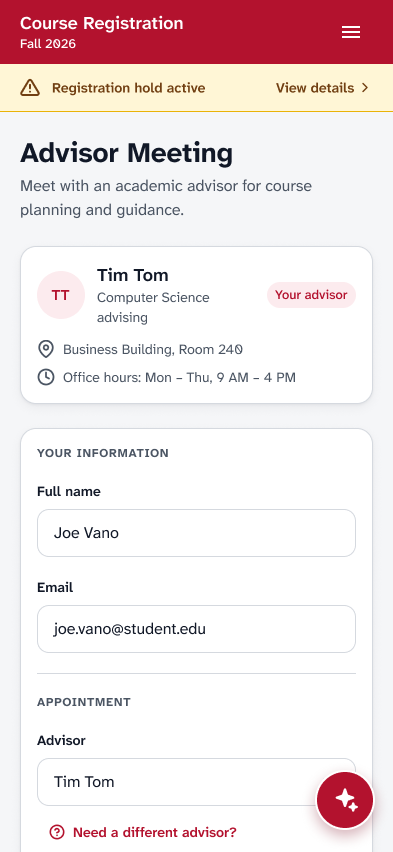 Course Registration
Fall 2026
Registration hold active
View details
Advisor Meeting
Meet with an academic advisor for course
planning and guidance.
TT
Tim Tom
Computer Science
advising
Your advisor
Business Building, Room 240
Office hours: Mon – Thu, 9 AM – 4 PM
YOUR INFORMATION
Full name
Joe Vano
Email
joe.vano@student.edu
APPOINTMENT
Advisor
Tim Tom
Need a different advisor?